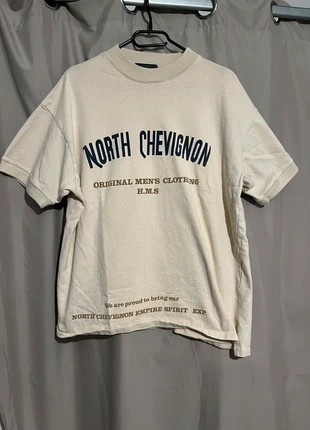 NORTH CHEVIGNON
ORIGINAL MEN'S CLOTHING
H.M.S
We are proud to bring our
NORTH CHEVIGNON EMPIRE SPIRIT EXP